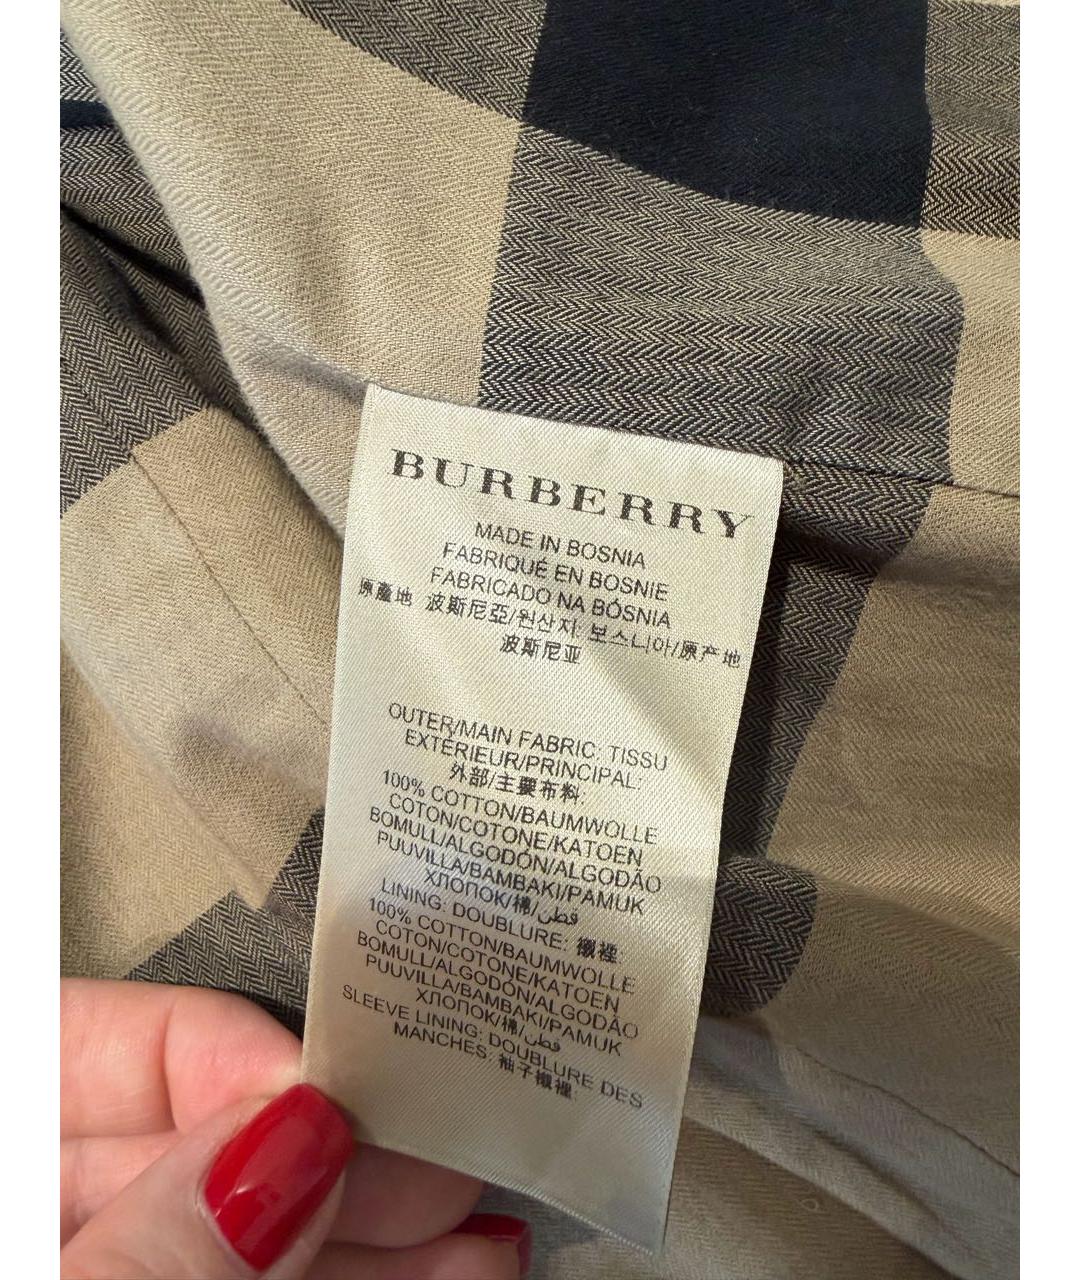 BURBERRY
MADE IN BOSNIA
FABRIQUÉ EN BOSNIE
FABRICADO NA BÓSNIA
原產地 波斯尼亞/원산지: 보스니아/原产地
波斯尼亚
OUTER/MAIN FABRIC: TISSU
EXTÉRIEUR/PRINCIPAL:
外部/主要布料:
100% COTTON/BAUMWOLLE
COTON/COTONE/KATOEN
BOMULL/ALGODÓN/ALGODÃO
PUUVILLA/BAMBAKI/PAMUK
ХЛОПОК/棉/قطن
LINING: DOUBLURE: 襯裡:
100% COTTON/BAUMWOLLE
COTON/COTONE/KATOEN
BOMULL/ALGODÓN/ALGODÃO
PUUVILLA/BAMBAKI/PAMUK
ХЛОПОК/棉/قطن
SLEEVE LINING: DOUBLURE DES
MANCHES: 袖子襯裡: